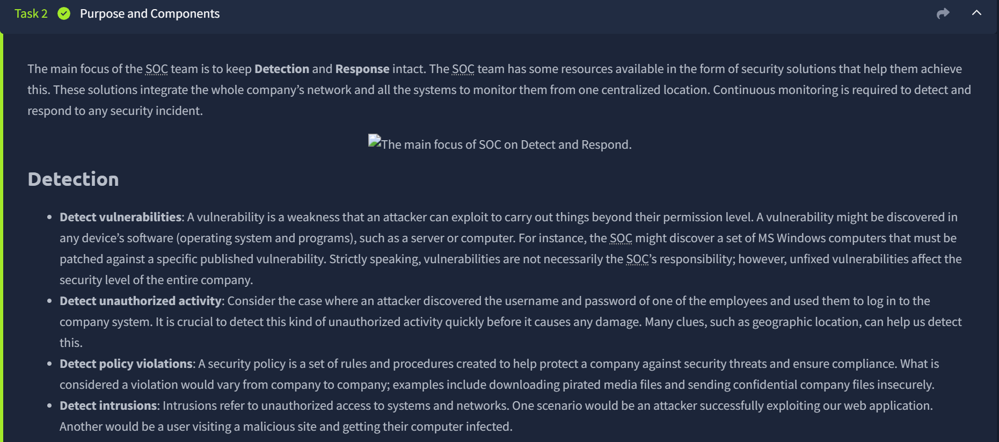 Task 2 Purpose and Components
The main focus of the SOC team is to keep Detection and Response intact. The SOC team has some resources available in the form of security solutions that help them achieve
this. These solutions integrate the whole company’s network and all the systems to monitor them from one centralized location. Continuous monitoring is required to detect and
respond to any security incident.
The main focus of SOC on Detect and Respond.
Detection
• Detect vulnerabilities: A vulnerability is a weakness that an attacker can exploit to carry out things beyond their permission level. A vulnerability might be discovered in
any device’s software (operating system and programs), such as a server or computer. For instance, the SOC might discover a set of MS Windows computers that must be
patched against a specific published vulnerability. Strictly speaking, vulnerabilities are not necessarily the SOC’s responsibility; however, unfixed vulnerabilities affect the
security level of the entire company.
• Detect unauthorized activity: Consider the case where an attacker discovered the username and password of one of the employees and used them to log in to the
company system. It is crucial to detect this kind of unauthorized activity quickly before it causes any damage. Many clues, such as geographic location, can help us detect
this.
• Detect policy violations: A security policy is a set of rules and procedures created to help protect a company against security threats and ensure compliance. What is
considered a violation would vary from company to company; examples include downloading pirated media files and sending confidential company files insecurely.
• Detect intrusions: Intrusions refer to unauthorized access to systems and networks. One scenario would be an attacker successfully exploiting our web application.
Another would be a user visiting a malicious site and getting their computer infected.